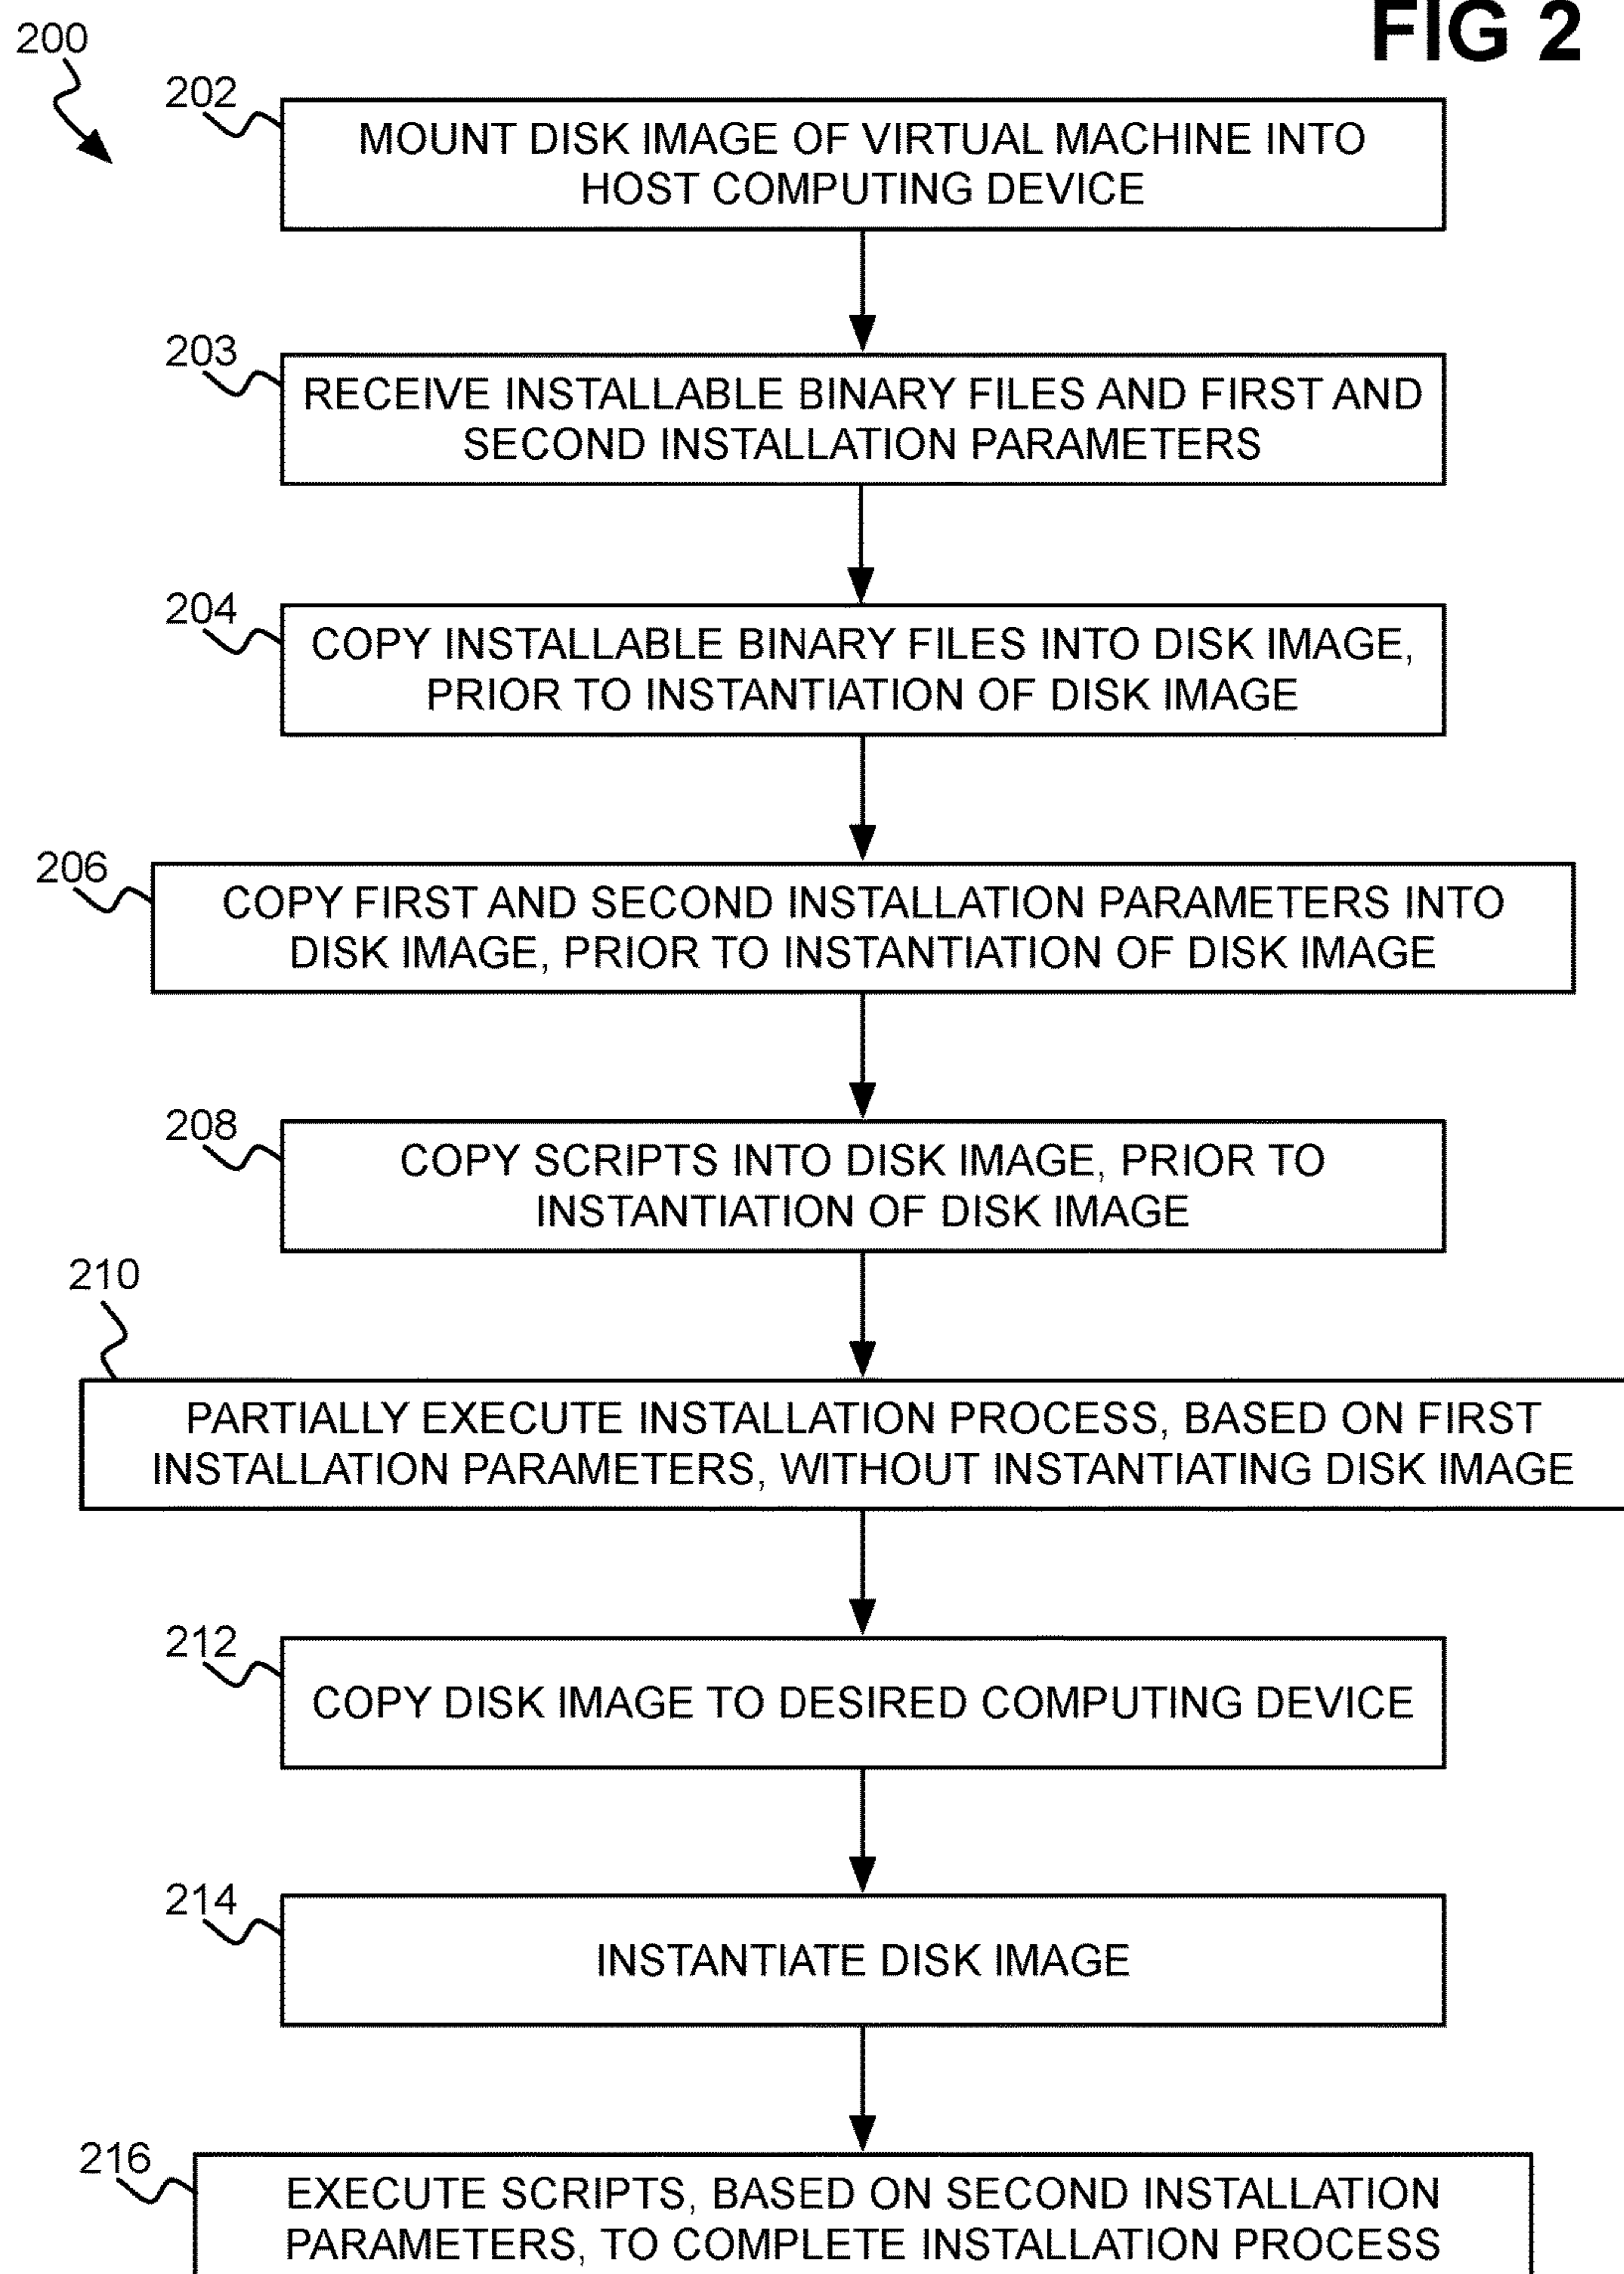 FIG 2
200
202
MOUNT DISK IMAGE OF VIRTUAL MACHINE INTO
HOST COMPUTING DEVICE
203
RECEIVE INSTALLABLE BINARY FILES AND FIRST AND
SECOND INSTALLATION PARAMETERS
204
COPY INSTALLABLE BINARY FILES INTO DISK IMAGE,
PRIOR TO INSTANTIATION OF DISK IMAGE
206
COPY FIRST AND SECOND INSTALLATION PARAMETERS INTO
DISK IMAGE, PRIOR TO INSTANTIATION OF DISK IMAGE
208
COPY SCRIPTS INTO DISK IMAGE, PRIOR TO
INSTANTIATION OF DISK IMAGE
210
PARTIALLY EXECUTE INSTALLATION PROCESS, BASED ON FIRST
INSTALLATION PARAMETERS, WITHOUT INSTANTIATING DISK IMAGE
212
COPY DISK IMAGE TO DESIRED COMPUTING DEVICE
214
INSTANTIATE DISK IMAGE
216
EXECUTE SCRIPTS, BASED ON SECOND INSTALLATION
PARAMETERS, TO COMPLETE INSTALLATION PROCESS